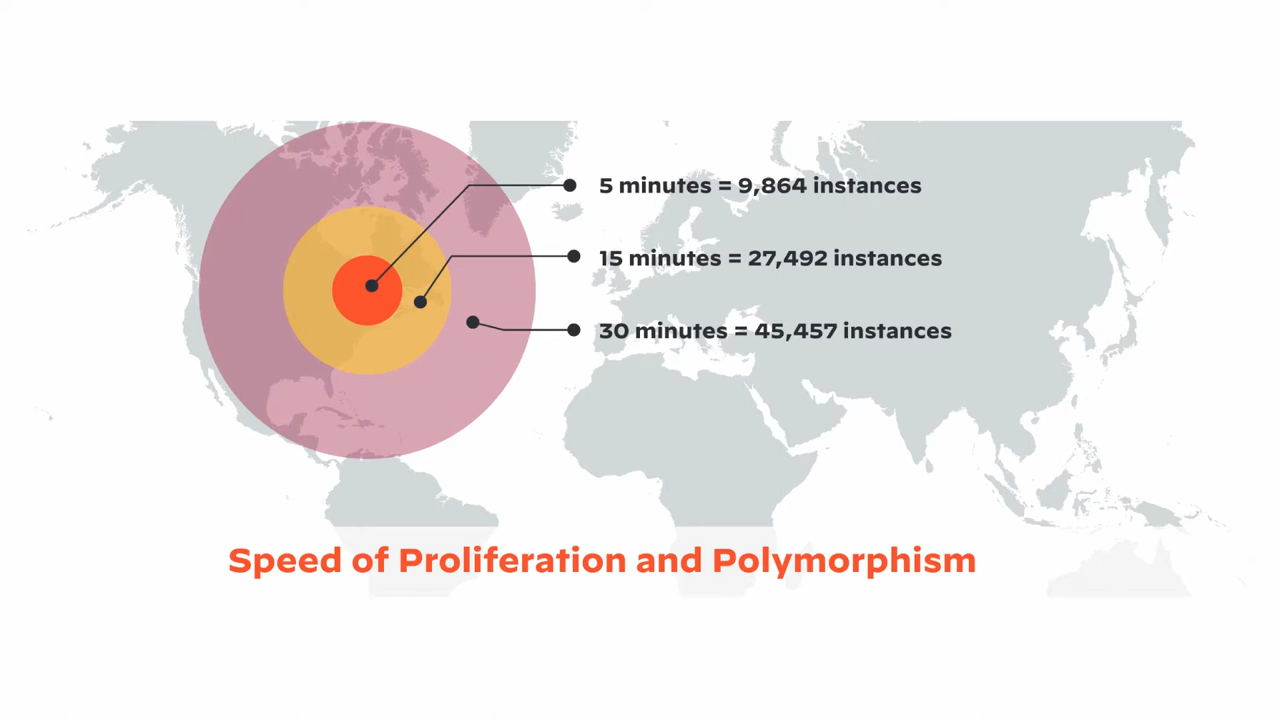 5 minutes = 9,864 instances
15 minutes = 27,492 instances
30 minutes = 45,457 instances
Speed of Proliferation and Polymorphism